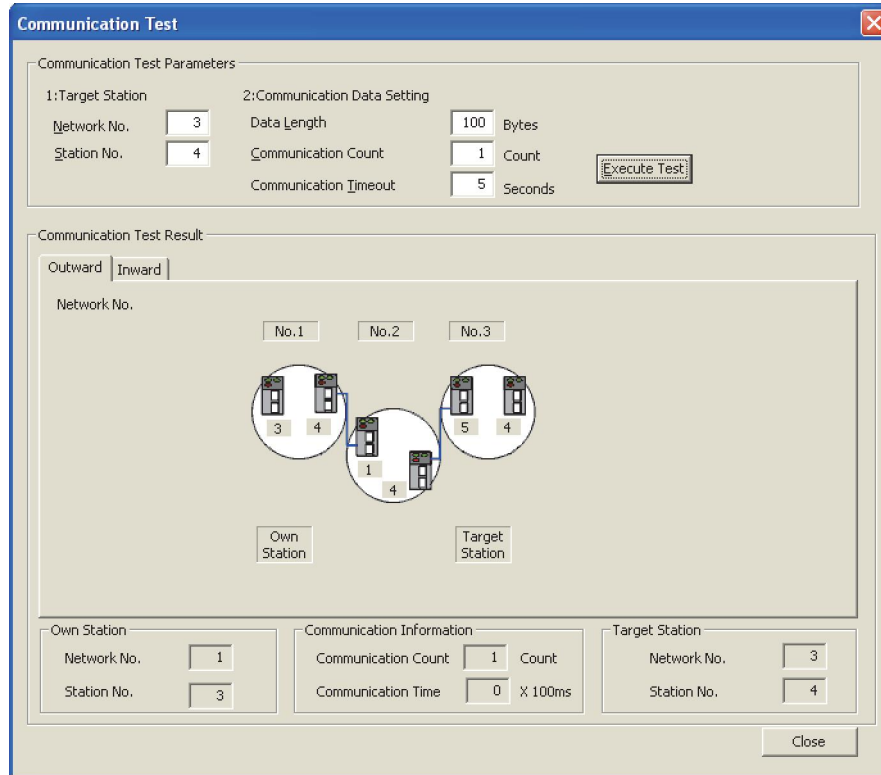 Communication Test
Communication Test Parameters
1:Target Station
2:Communication Data Setting
Network No. 3
Data Length 100 Bytes
Station No. 4
Communication Count 1 Count
Execute Test
Communication Timeout 5 Seconds
Communication Test Result
Outward Inward
Network No.
No.1 No.2 No.3
3 4 5 4
1
4
Own
Station
Target
Station
Own Station
Network No. 1
Station No. 3
Communication Information
Communication Count 1 Count
Communication Time 0 X 100ms
Target Station
Network No. 3
Station No. 4
Close